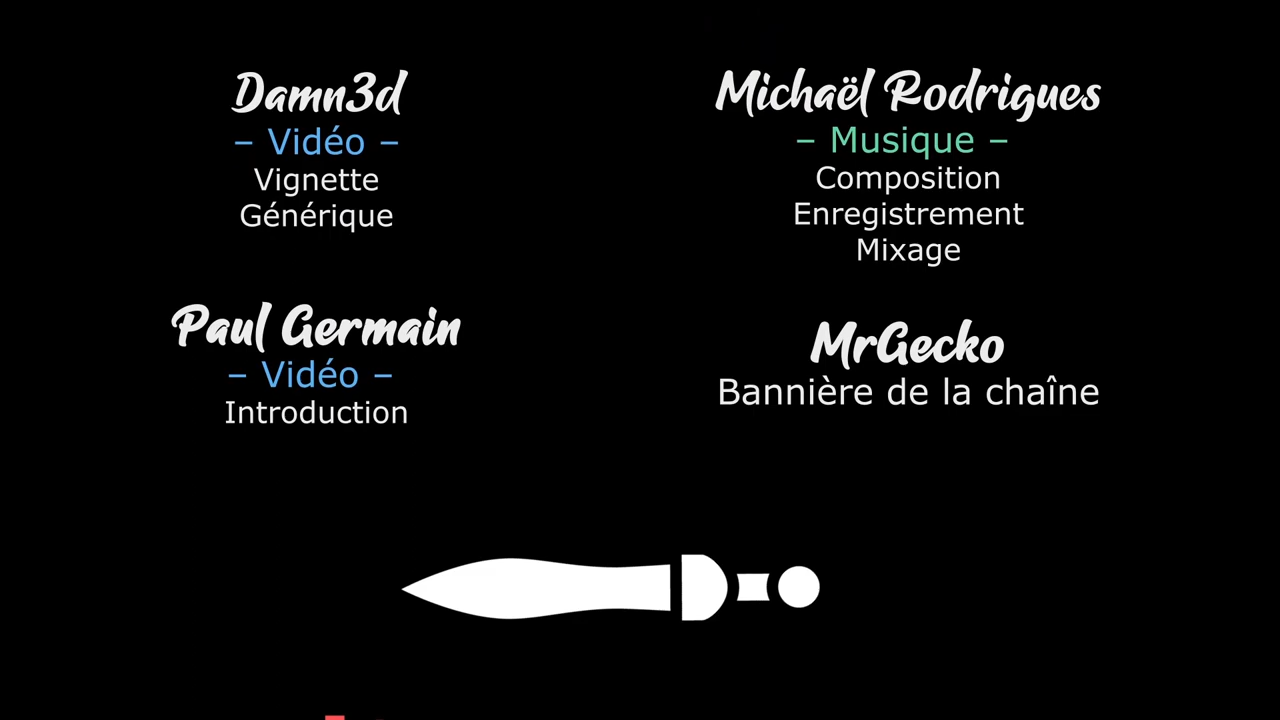 Damn3d
– Vidéo –
Vignette
Générique
Michaël Rodrigues
– Musique –
Composition
Enregistrement
Mixage
Paul Germain
– Vidéo –
Introduction
MrGecko
Bannière de la chaîne